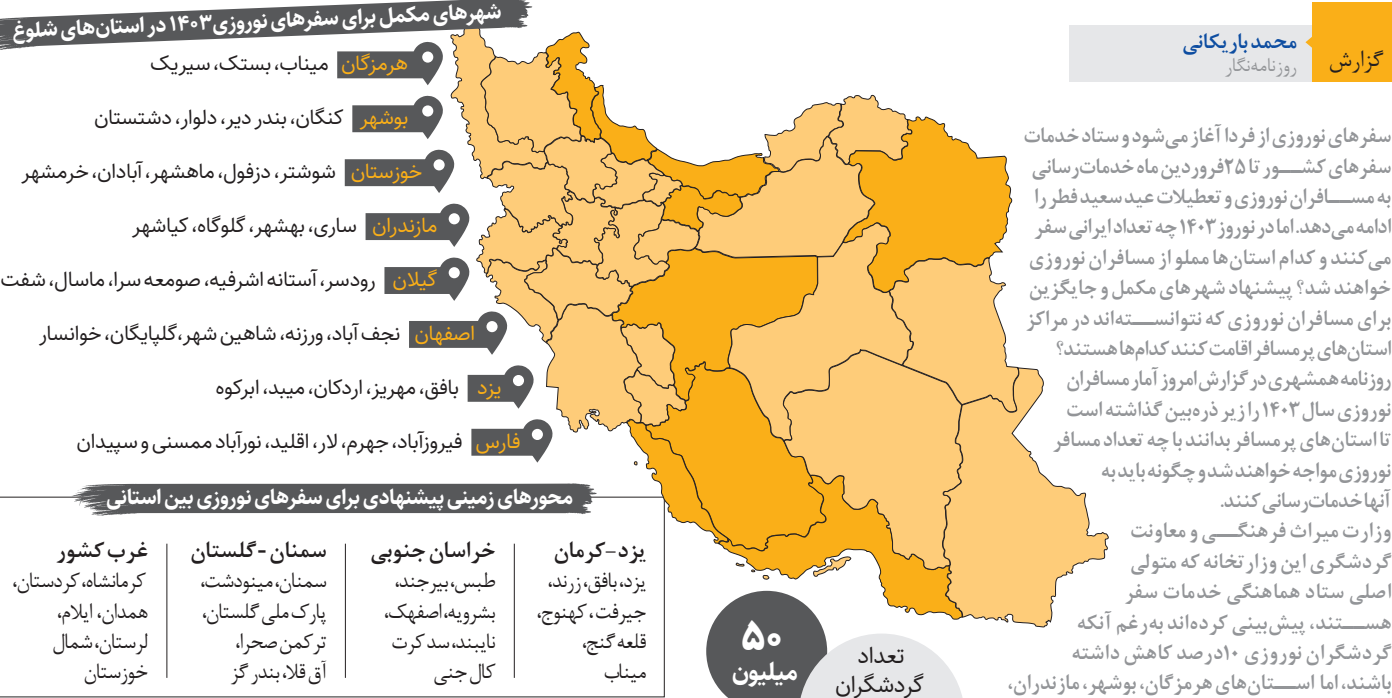 گزارش
محمد باریکانی
روزنامه‌نگار
سفرهای نوروزی از فردا آغاز می‌شود و ستاد خدمات
سفرهای کشــور تا ۲۵فروردین ماه خدمات‌رسانی
به مســافران نوروزی و تعطیلات عید سعید فطر را
ادامه می‌دهد. اما در نوروز ۱۴۰۳ چه تعداد ایرانی سفر
می‌کنند و کدام استان‌ها مملو از مسافران نوروزی
خواهند شد؟ پیشنهاد شهرهای مکمل و جایگزین
برای مسافران نوروزی که نتوانســته‌اند در مراکز
استان‌های پرمسافر اقامت کنند کدام‌ها هستند؟
روزنامه همشهری در گزارش امروز آمار مسافران
نوروزی سال ۱۴۰۳ را زیر ذره‌بین گذاشته است
تا استان‌های پرمسافر بدانند با چه تعداد مسافر
نوروزی مواجه خواهند شد و چگونه باید به
آنها خدمات‌رسانی کنند.
وزارت میراث فرهنگــی و معاونت
گردشگری این وزارتخانه که متولی
اصلی ستاد هماهنگی خدمات سفر
هســتند، پیش‌بینی کرده‌اند به‌رغم آنکه
گردشگران نوروزی ۱۰درصد کاهش داشته
باشند، اما اســتان‌های هرمزگان، بوشهر، مازندران،
شهرهای مکمل برای سفرهای نوروزی۱۴۰۳ در استان‌های شلوغ
هرمزگان میناب، بستک، سیریک
بوشهر کنگان، بندر دیر، دلوار، دشتستان
خوزستان شوشتر، دزفول، ماهشهر، آبادان، خرمشهر
مازندران ساری، بهشهر، گلوگاه، کیاشهر
گیلان رودسر، آستانه اشرفیه، صومعه سرا، ماسال، شفت
اصفهان نجف آباد، ورزنه، شاهین شهر، گلپایگان، خوانسار
یزد بافق، مهریز، اردکان، میبد، ابرکوه
فارس فیروزآباد، جهرم، لار، اقلید، نورآباد ممسنی و سپیدان
محورهای زمینی پیشنهادی برای سفرهای نوروزی بین استانی
یزد-کرمان
یزد، بافق، زرند،
جیرفت، کهنوج،
قلعه گنج،
میناب
خراسان جنوبی
طبس، بیرجند،
بشرویه، اصفهک،
نایبند، سد کرت
کال جنی
سمنان - گلستان
سمنان، مینودشت،
پارک ملی گلستان،
ترکمن صحرا،
آق قلا، بندر گز
غرب کشور
کرمانشاه، کردستان،
همدان، ایلام،
لرستان، شمال
خوزستان
۵۰
میلیون
تعداد
گردشگران